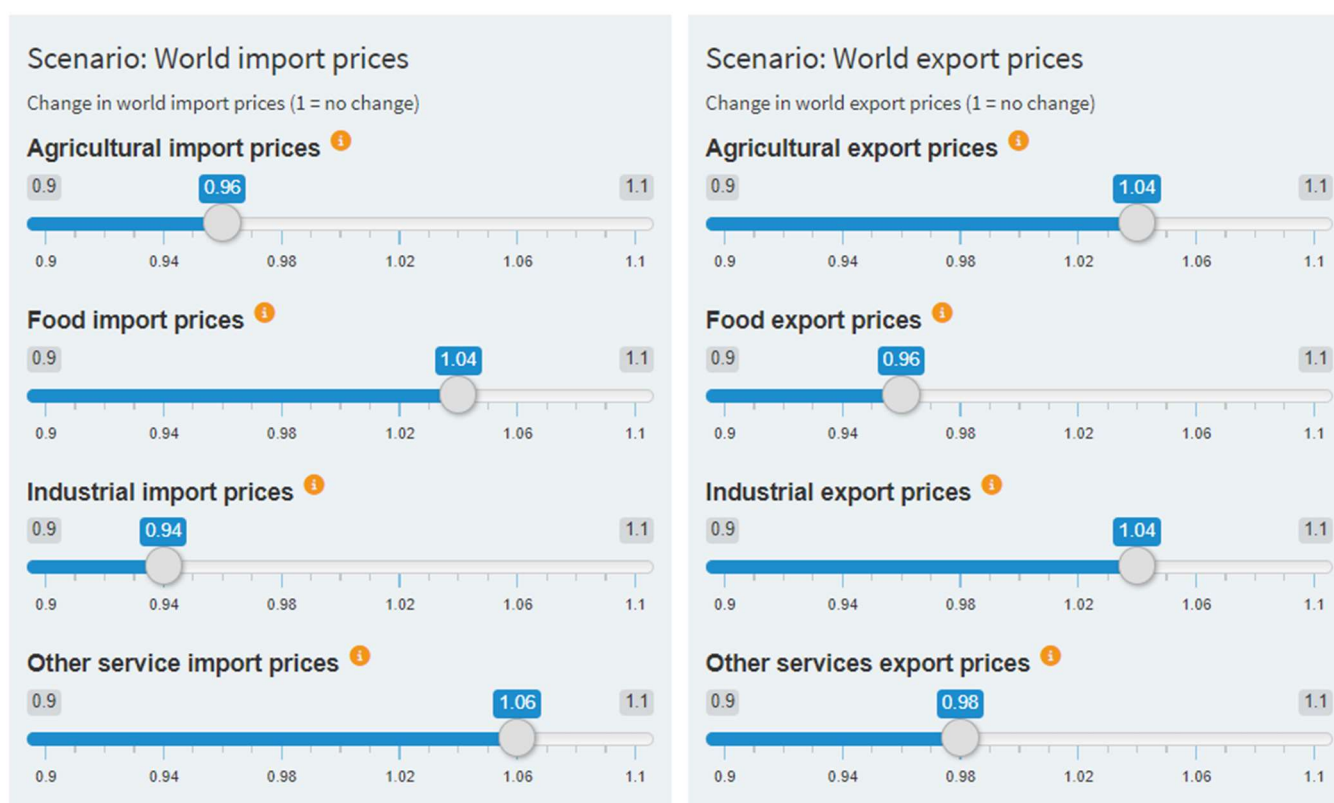 Scenario: World import prices
Change in world import prices (1 = no change)
Agricultural import prices
0.9 0.96 1.1
0.9 0.94 0.98 1.02 1.06 1.1
Food import prices
0.9 1.04 1.1
0.9 0.94 0.98 1.02 1.06 1.1
Industrial import prices
0.9 0.94 1.1
0.9 0.94 0.98 1.02 1.06 1.1
Other service import prices
0.9 1.06 1.1
0.9 0.94 0.98 1.02 1.06 1.1
Scenario: World export prices
Change in world export prices (1 = no change)
Agricultural export prices
0.9 1.04 1.1
0.9 0.94 0.98 1.02 1.06 1.1
Food export prices
0.9 0.96 1.1
0.9 0.94 0.98 1.02 1.06 1.1
Industrial export prices
0.9 1.04 1.1
0.9 0.94 0.98 1.02 1.06 1.1
Other services export prices
0.9 0.98 1.1
0.9 0.94 0.98 1.02 1.06 1.1